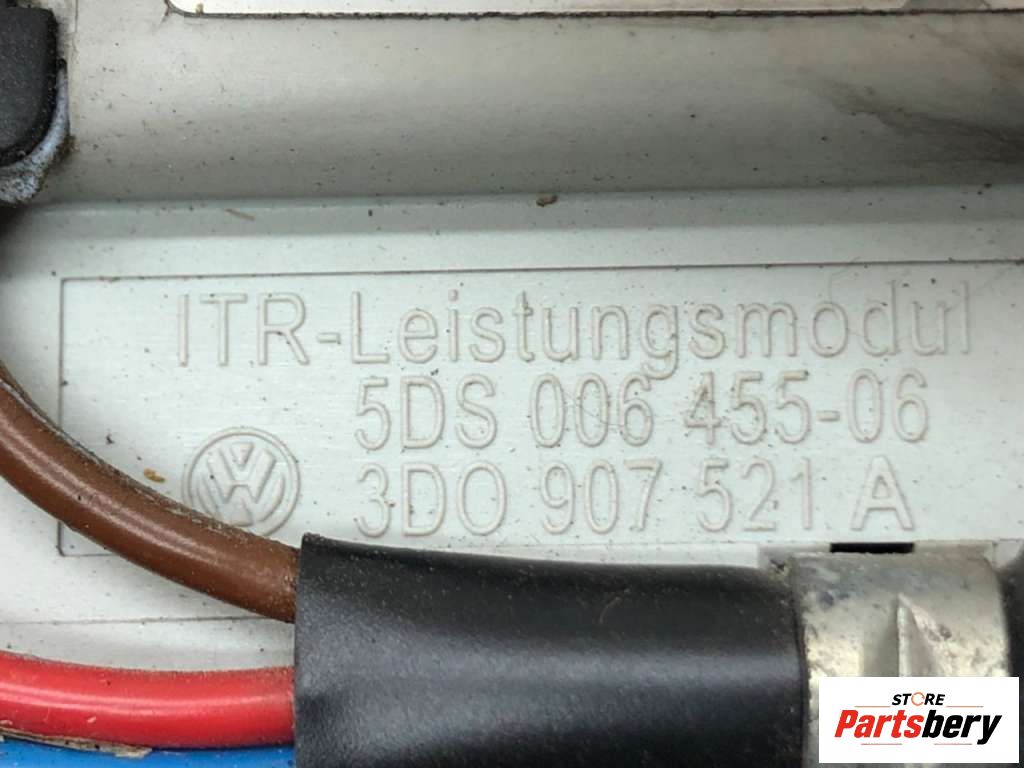 ITR-Leistungsmodul
5DS 006 455-06
3D0 907 521 A
STORE
Partsbery